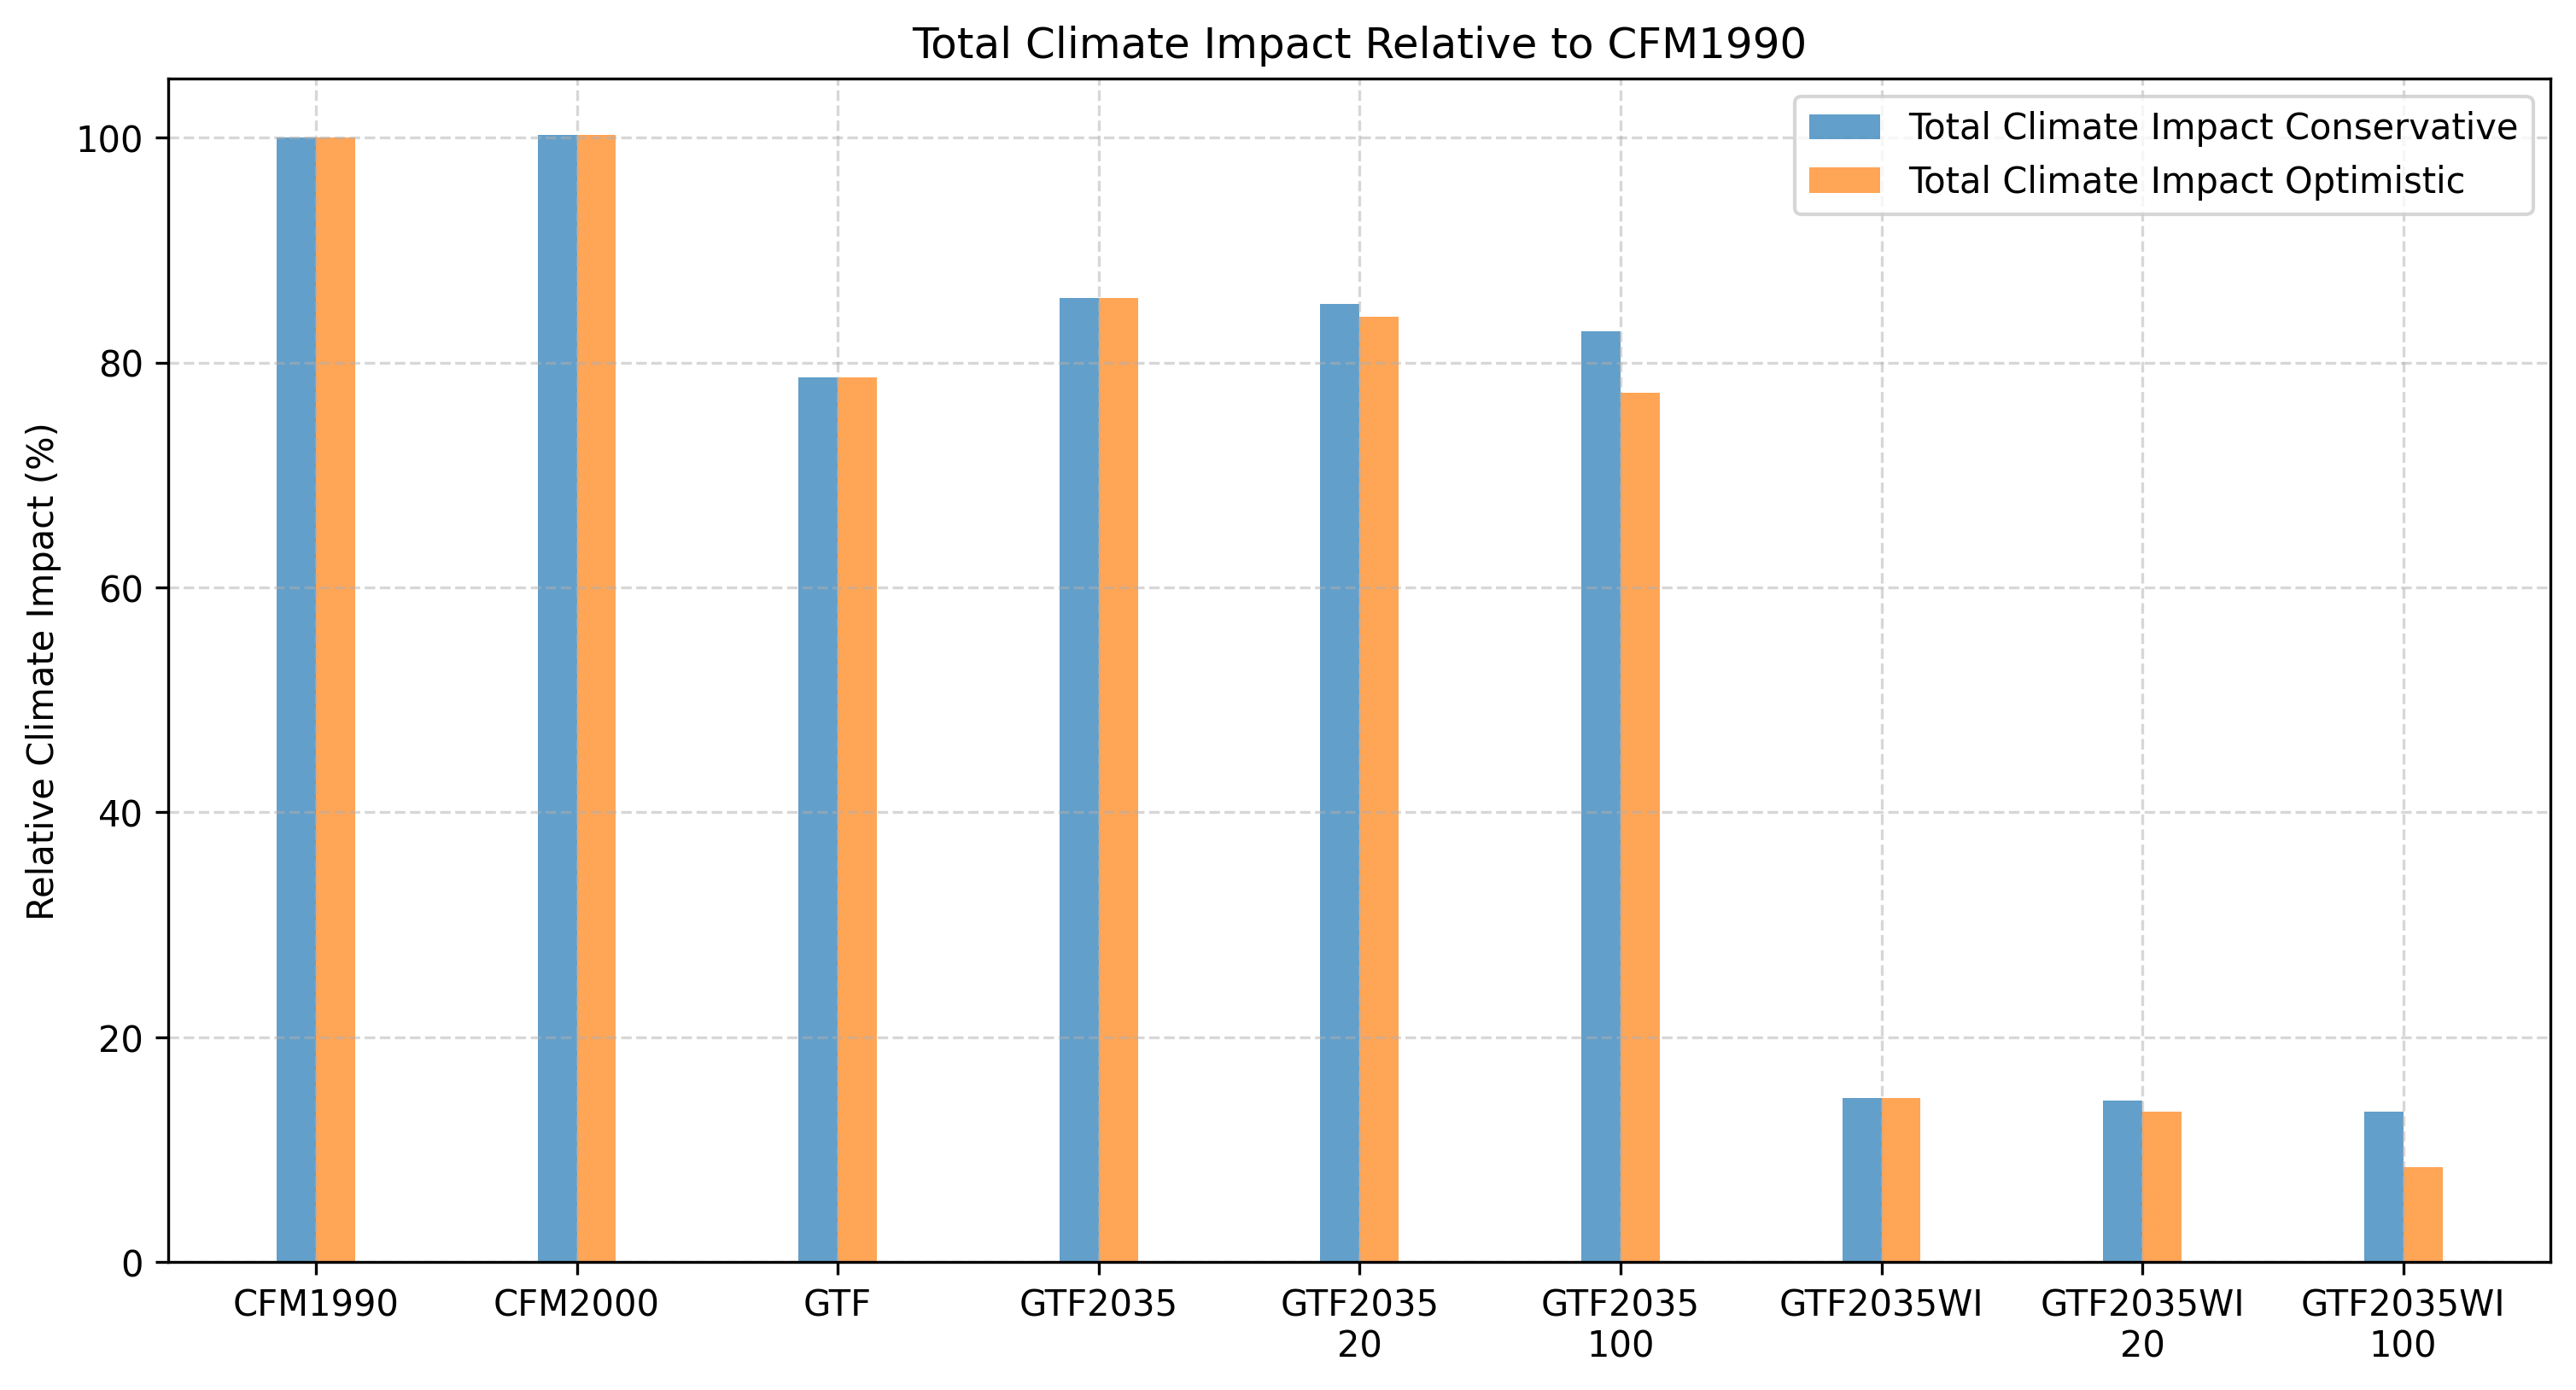 Total Climate Impact Relative to CFM1990
Total Climate Impact Conservative
Total Climate Impact Optimistic
Relative Climate Impact (%)
100
80
60
40
20
0
CFM1990
CFM2000
GTF
GTF2035
GTF2035
20
GTF2035
100
GTF2035WI
GTF2035WI
20
GTF2035WI
100